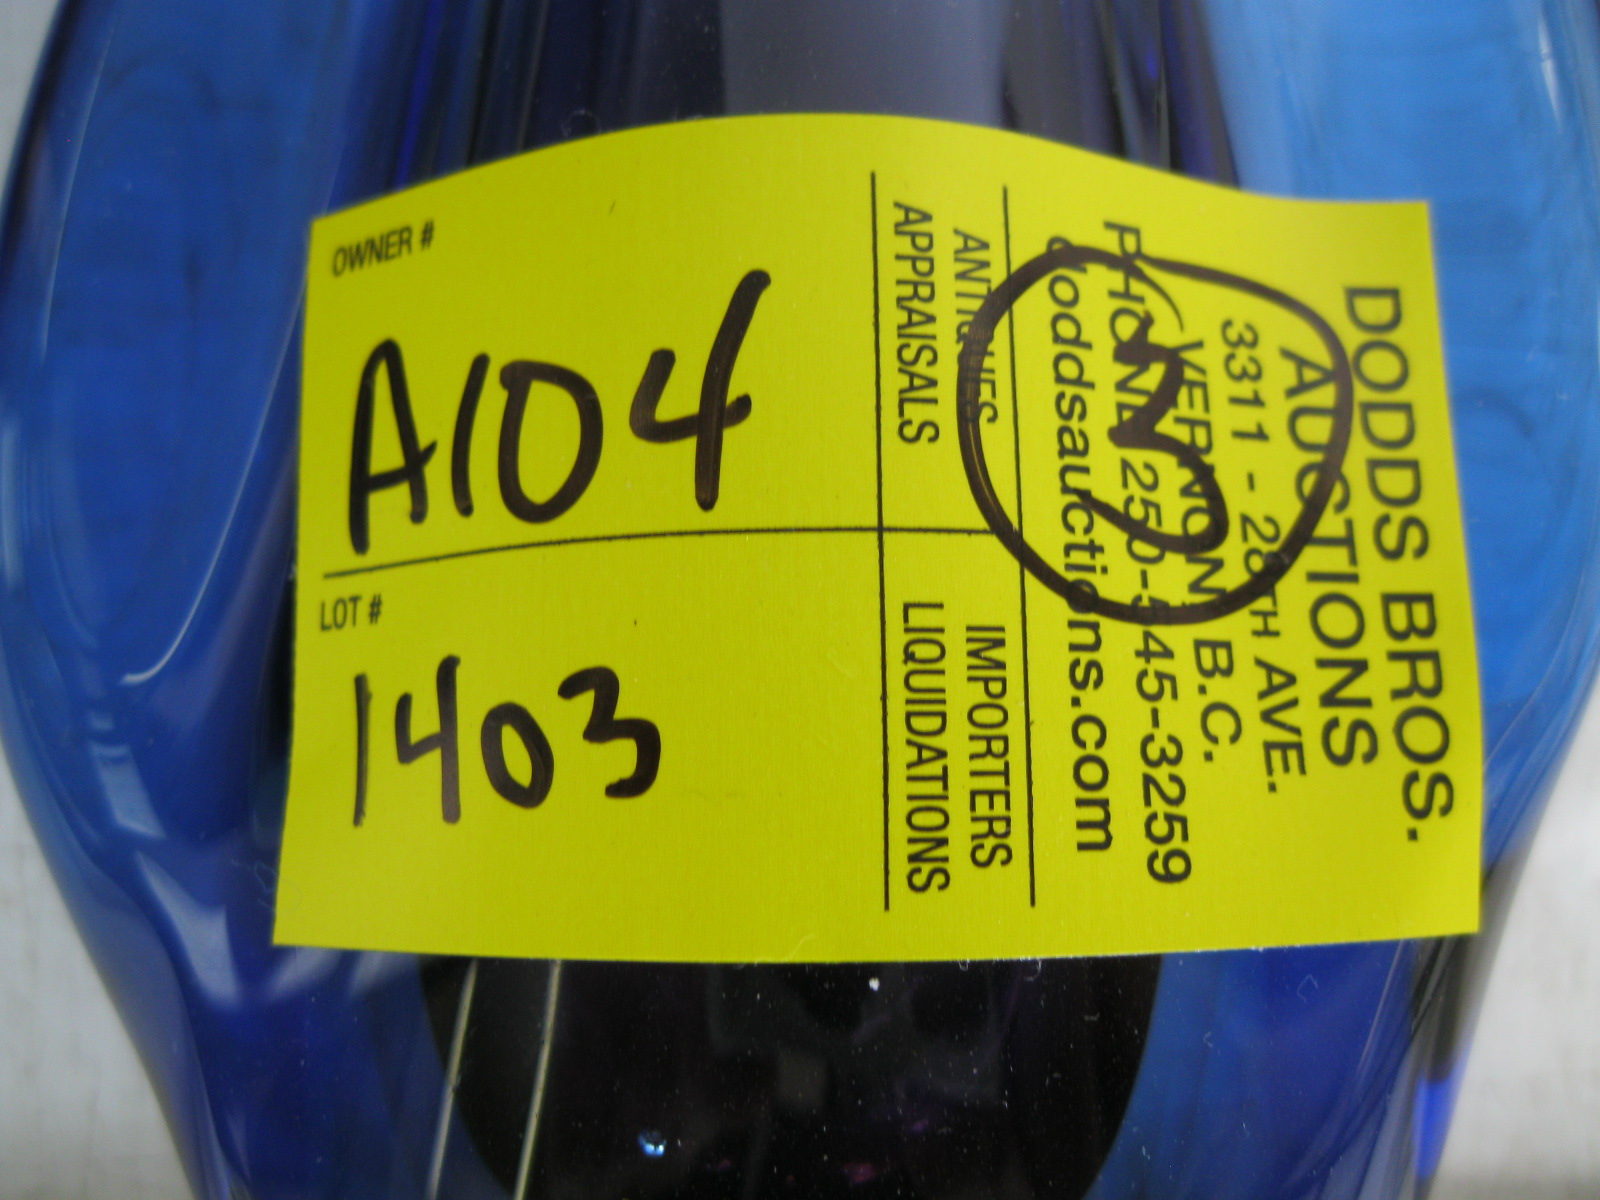 OWNER #
A104
LOT #
1403
DODDS BROS.
AUCTIONS
3311 - 28TH AVE.
VERNON, B.C.
PHONE 250-545-3259
doddsauctions.com
ANTIQUES IMPORTERS
APPRAISALS LIQUIDATIONS
3